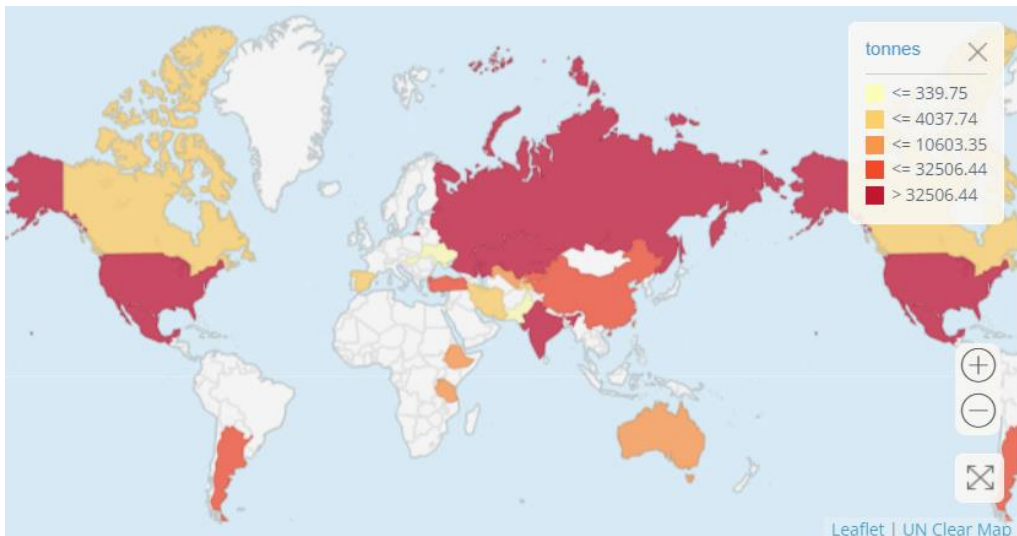 tonnes
<= 339.75
<= 4037.74
<= 10603.35
<= 32506.44
> 32506.44
Leaflet | UN Clear Map